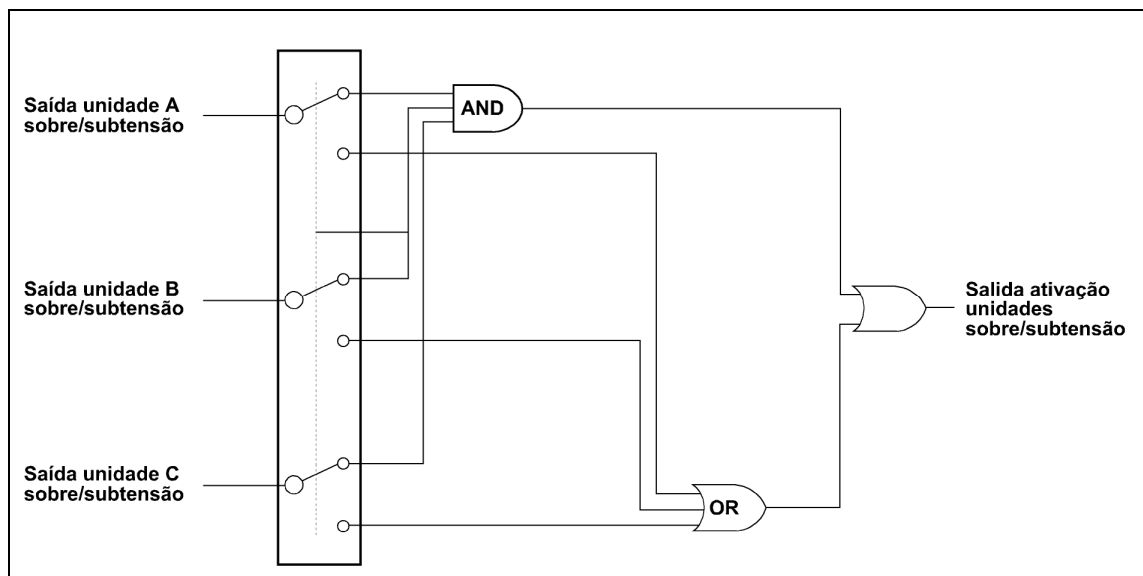 Saída unidade A
sobre/subtensão
AND
Saída unidade B
sobre/subtensão
Salida ativação
unidades
sobre/subtensão
Saída unidade C
sobre/subtensão
OR